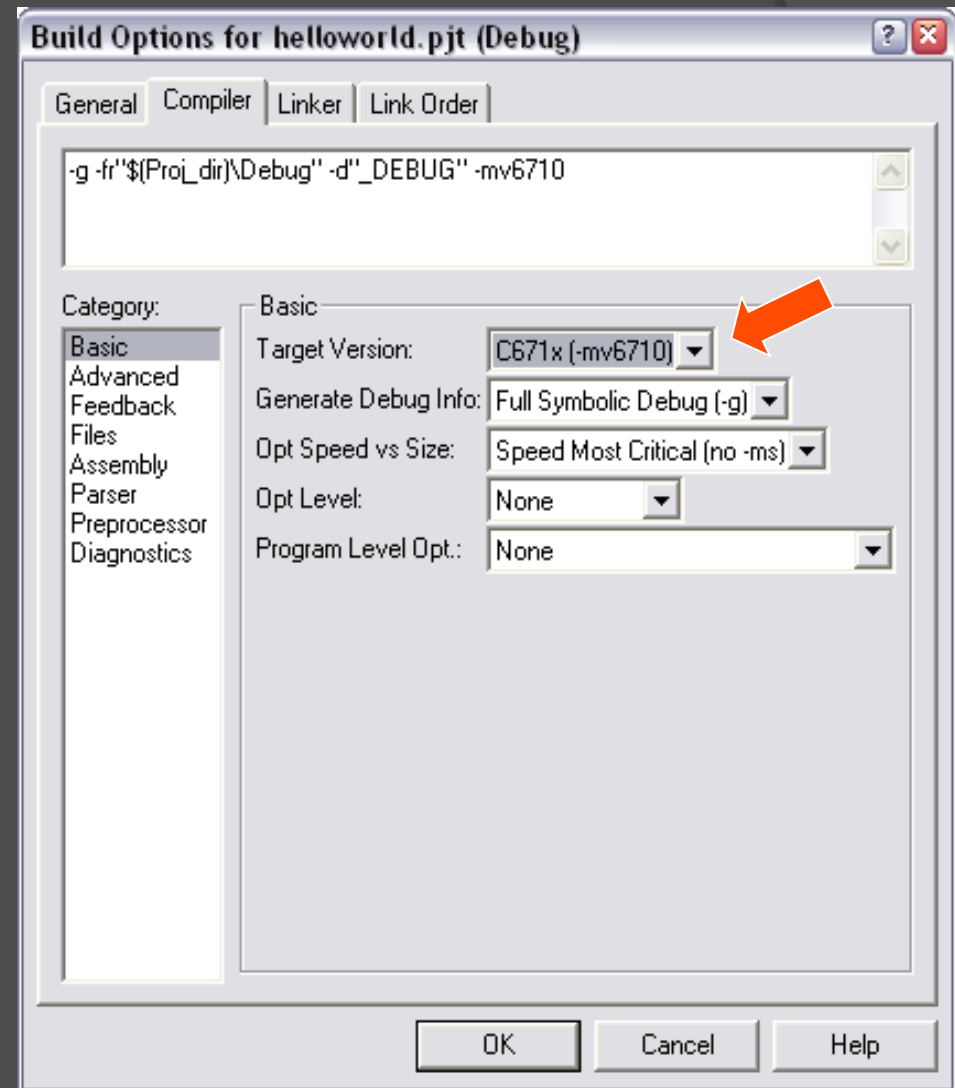 Build Options for helloworld.pjt (Debug)
General Compiler Linker Link Order
-g -fr"$(Proj_dir)\Debug" -d"_DEBUG" -mv6710
Category:
Basic
Advanced
Feedback
Files
Assembly
Parser
Preprocessor
Diagnostics
Basic
Target Version: C671x (-mv6710)
Generate Debug Info: Full Symbolic Debug (-g)
Opt Speed vs Size: Speed Most Critical (no -ms)
Opt Level: None
Program Level Opt.: None
OK Cancel Help